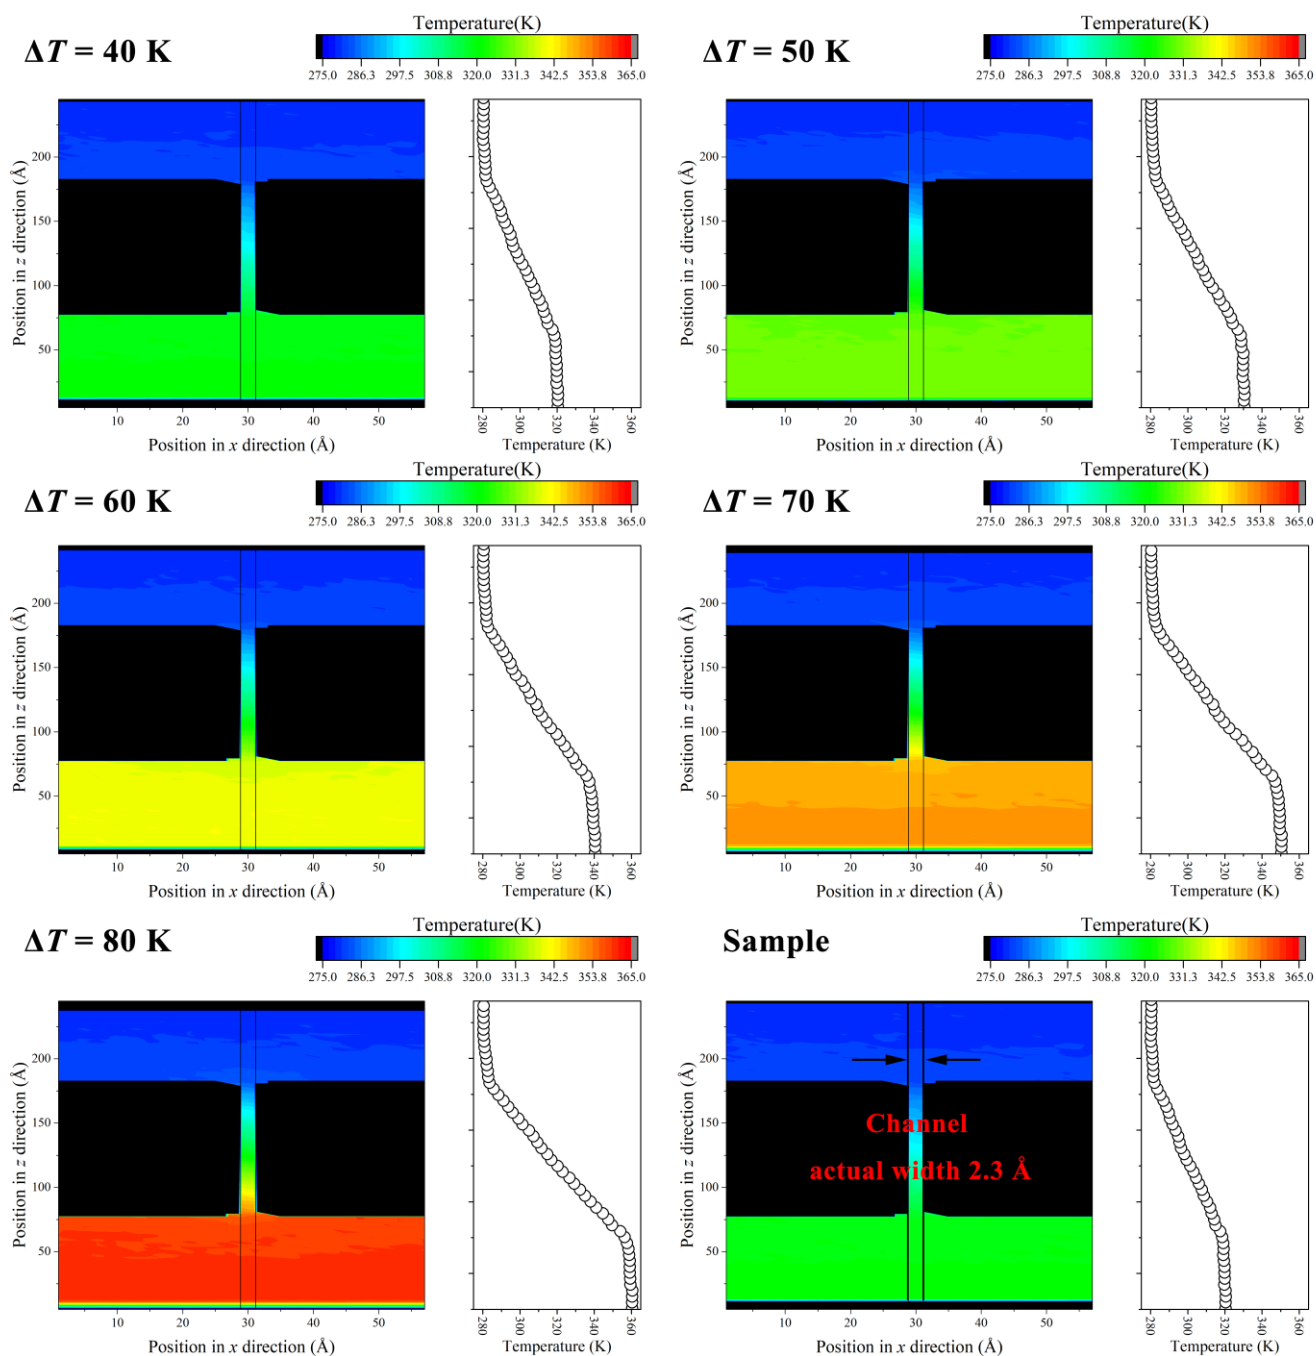 ΔT = 40 K
Temperature(K)
275.0 286.3 297.5 308.8 320.0 331.3 342.5 353.8 365.0
Position in z direction (Å)
200
150
100
50
10 20 30 40 50
Position in x direction (Å)
280 300 320 340 360
Temperature (K)
ΔT = 50 K
Temperature(K)
275.0 286.3 297.5 308.8 320.0 331.3 342.5 353.8 365.0
Position in z direction (Å)
200
150
100
50
10 20 30 40 50
Position in x direction (Å)
280 300 320 340 360
Temperature (K)
ΔT = 60 K
Temperature(K)
275.0 286.3 297.5 308.8 320.0 331.3 342.5 353.8 365.0
Position in z direction (Å)
200
150
100
50
10 20 30 40 50
Position in x direction (Å)
280 300 320 340 360
Temperature (K)
ΔT = 70 K
Temperature(K)
275.0 286.3 297.5 308.8 320.0 331.3 342.5 353.8 365.0
Position in z direction (Å)
200
150
100
50
10 20 30 40 50
Position in x direction (Å)
280 300 320 340 360
Temperature (K)
ΔT = 80 K
Temperature(K)
275.0 286.3 297.5 308.8 320.0 331.3 342.5 353.8 365.0
Position in z direction (Å)
200
150
100
50
10 20 30 40 50
Position in x direction (Å)
280 300 320 340 360
Temperature (K)
Sample
Temperature(K)
275.0 286.3 297.5 308.8 320.0 331.3 342.5 353.8 365.0
Position in z direction (Å)
200
150
100
50
Channel
actual width 2.3 Å
10 20 30 40 50
Position in x direction (Å)
280 300 320 340 360
Temperature (K)